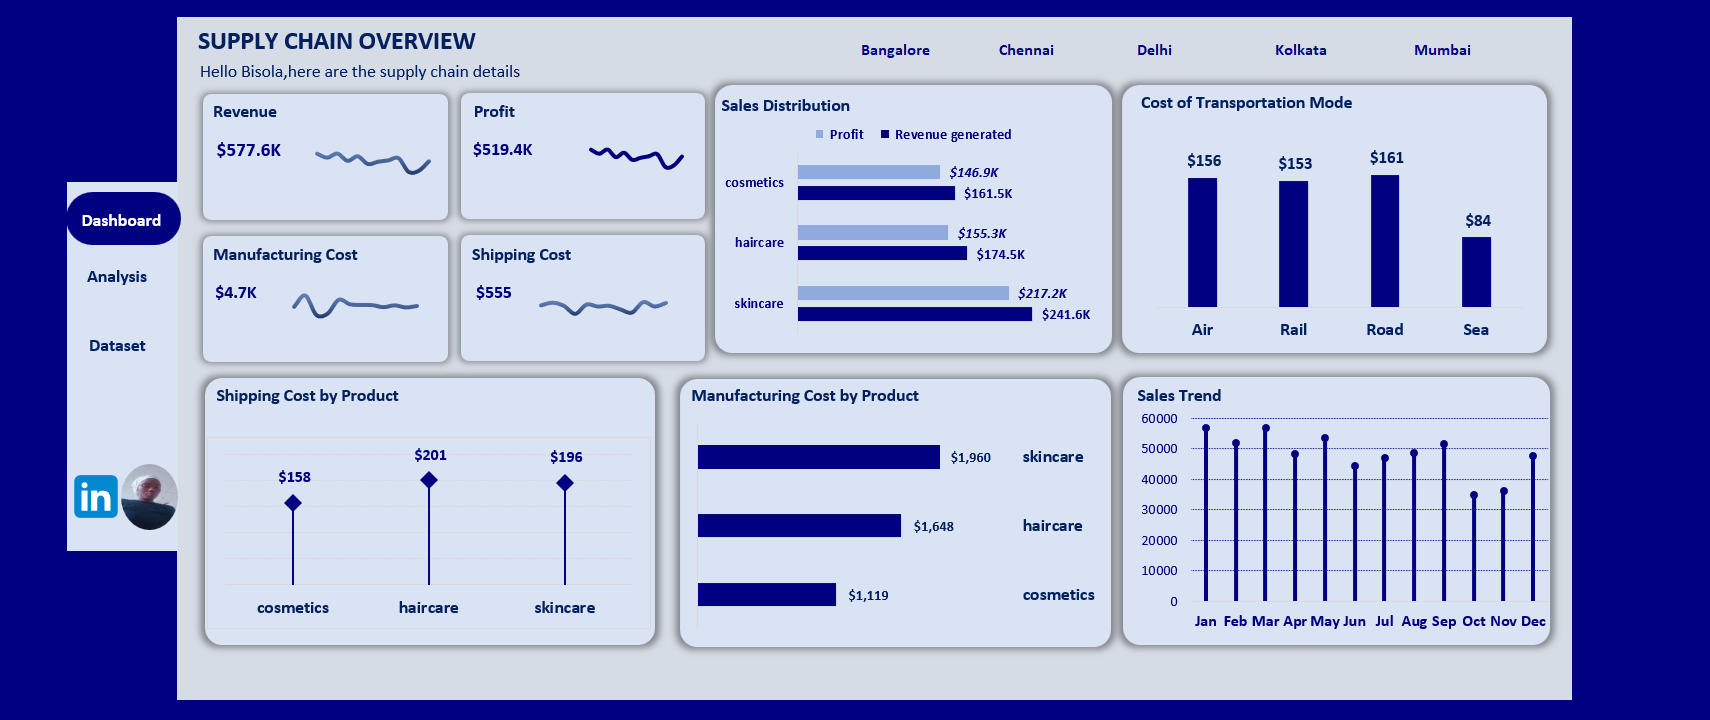 SUPPLY CHAIN OVERVIEW
Hello Bisola,here are the supply chain details
Bangalore Chennai Delhi Kolkata Mumbai
Dashboard
Analysis
Dataset
in
Revenue
$577.6K
Profit
$519.4K
Manufacturing Cost
$4.7K
Shipping Cost
$555
Sales Distribution
Profit Revenue generated
cosmetics $146.9K
$161.5K
haircare $155.3K
$174.5K
skincare $217.2K
$241.6K
Cost of Transportation Mode
$156 $153 $161 $84
Air Rail Road Sea
Shipping Cost by Product
$158 $201 $196
cosmetics haircare skincare
Manufacturing Cost by Product
$1,960 skincare
$1,648 haircare
$1,119 cosmetics
Sales Trend
60000
50000
40000
30000
20000
10000
0
Jan Feb Mar Apr May Jun Jul Aug Sep Oct Nov Dec